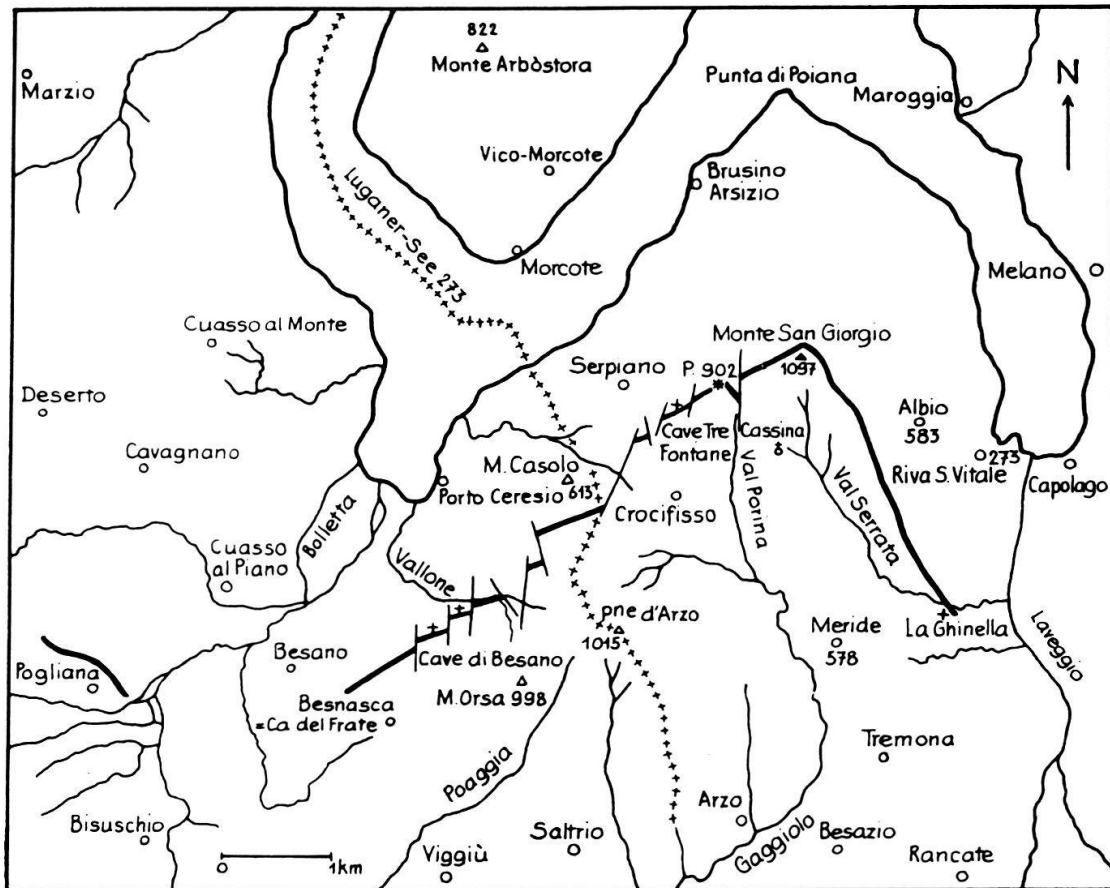 822
Monte Arbòstora
Marzio
Punta di Poiana
Maroggia
N
Vico-Morcote
Brusino
Arsizio
Luganer-See 273
Morcote
Melano
Cuasso al Monte
Monte San Giorgio
1097
Serpiano
P. 902
Deserto
Albio
583
Cave Tre
Fontane
Cassina
Cavagnano
M. Casolo
613
273
Riva S. Vitale
Capolago
Porto Ceresio
Crocifisso
Val Porina
Val Serrata
Bolletta
Cuasso
al Piano
Vallone
pne d'Arzo
1015
Meride
578
La Ghinella
Laveggio
Besano
Cave di Besano
Pogliana
M. Orsa 998
Besnasca
=Ca del Frate
Tremona
Poaggia
Arzo
Bisuschio
Saltrio
Besazio
Gaggiolo
0 1km
Viggiù
Rancate